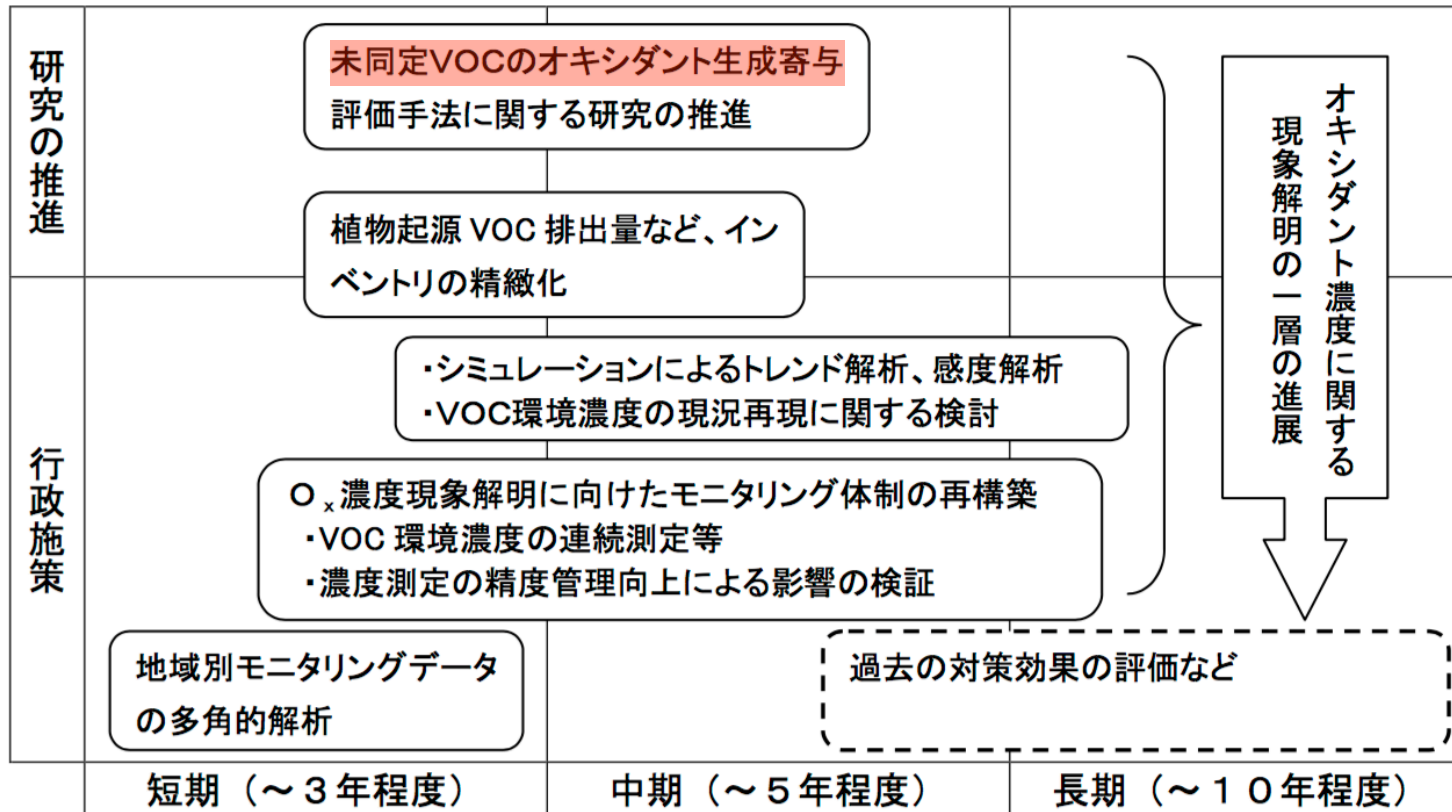 研究の推進
未同定VOCのオキシダント生成寄与
評価手法に関する研究の推進
植物起源 VOC 排出量など、イン
ベントリの精緻化
・シミュレーションによるトレンド解析、感度解析
・VOC環境濃度の現況再現に関する検討
オキシダント濃度に関する
現象解明の一層の進展
行政施策
Oₓ濃度現象解明に向けたモニタリング体制の再構築
・VOC 環境濃度の連続測定等
・濃度測定の精度管理向上による影響の検証
地域別モニタリングデータ
の多角的解析
過去の対策効果の評価など
短期（～３年程度）
中期（～５年程度）
長期（～１０年程度）